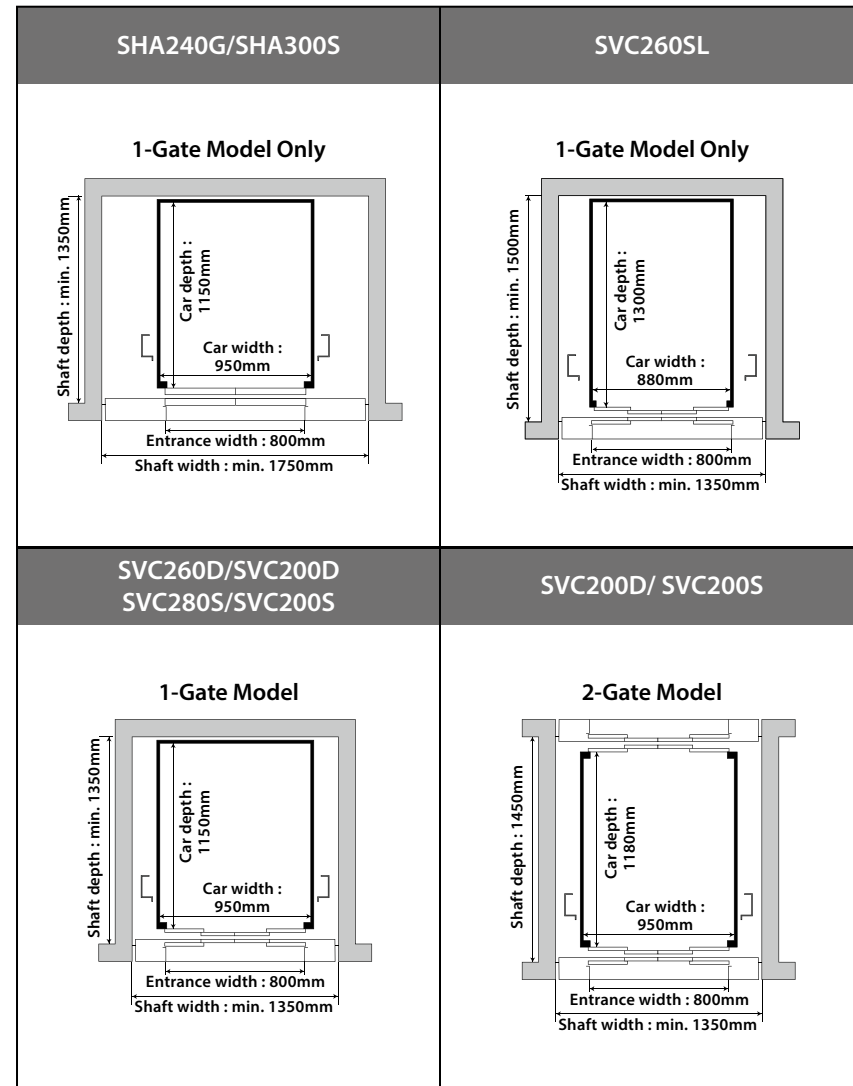 SHA240G/SHA300S
1-Gate Model Only
Shaft depth : min. 1350mm
Car depth :
1150mm
Car width :
950mm
Entrance width : 800mm
Shaft width : min. 1750mm
SVC260SL
1-Gate Model Only
Shaft depth : min. 1500mm
Car depth :
1300mm
Car width :
880mm
Entrance width : 800mm
Shaft width : min. 1350mm
SVC260D/SVC200D
SVC280S/SVC200S
1-Gate Model
Shaft depth : min. 1350mm
Car depth :
1150mm
Car width :
950mm
Entrance width : 800mm
Shaft width : min. 1350mm
SVC200D/ SVC200S
2-Gate Model
Shaft depth : 1450mm
Car depth :
1180mm
Car width :
950mm
Entrance width : 800mm
Shaft width : min. 1350mm